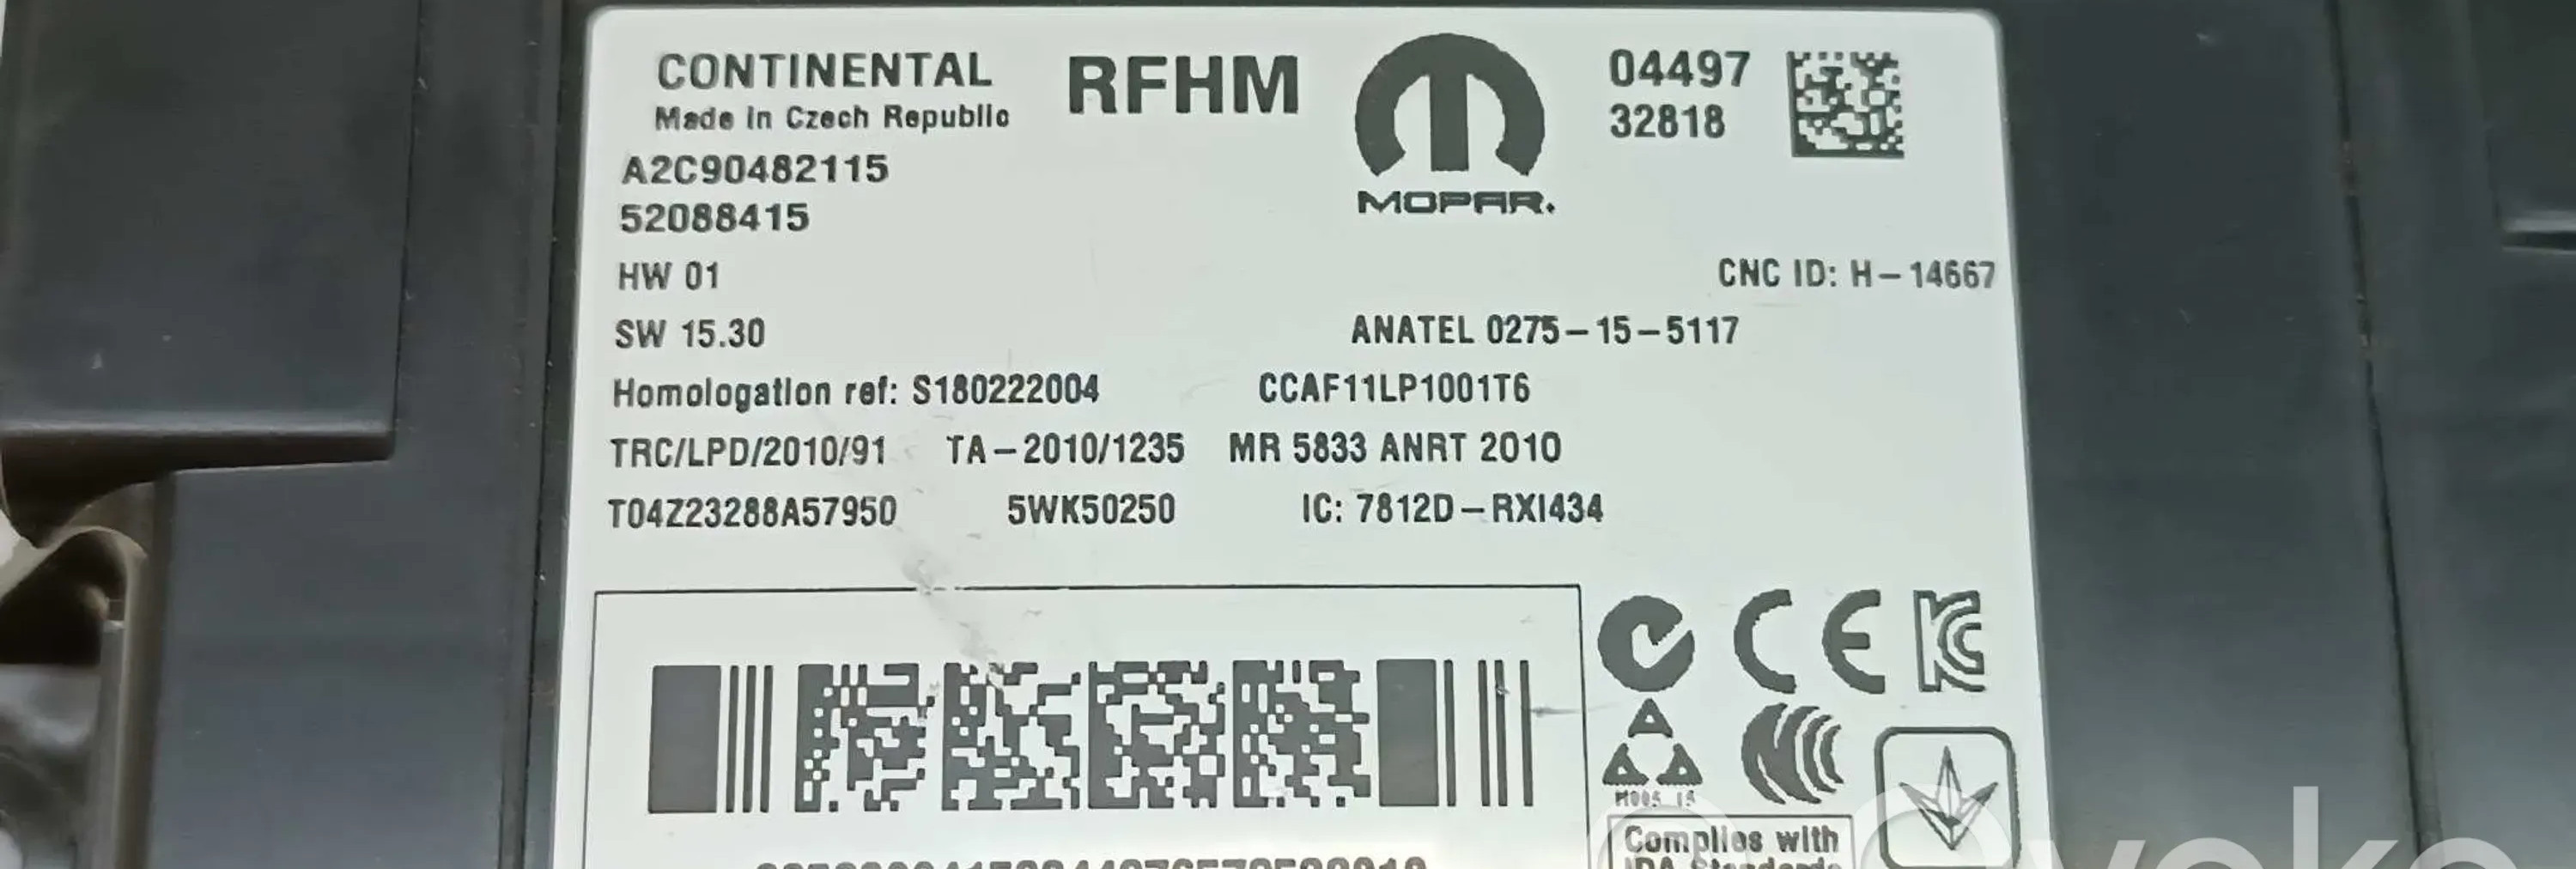 CONTINENTAL
Made in Czech Republic
RFHM
MOPAR.
04497
32818
A2C90482115
52088415
HW 01
CNC ID: H-14667
SW 15.30
ANATEL 0275-15-5117
Homologation ref: S180222004
CCAF11LP1001T6
TRC/LPD/2010/91 TA-2010/1235 MR 5833 ANRT 2010
T04Z23288A57950 5WK50250 IC: 7812D-RXI434
CE
Complies with